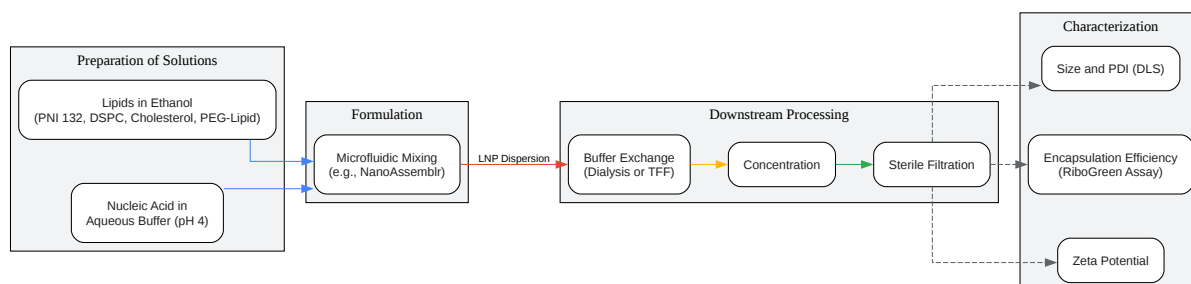 Preparation of Solutions
Lipids in Ethanol
(PNI 132, DSPC, Cholesterol, PEG-Lipid)
Nucleic Acid in
Aqueous Buffer (pH 4)
Formulation
Microfluidic Mixing
(e.g., NanoAssemblr)
LNP Dispersion
Downstream Processing
Buffer Exchange
(Dialysis or TFF)
Concentration
Sterile Filtration
Characterization
Size and PDI (DLS)
Encapsulation Efficiency
(RiboGreen Assay)
Zeta Potential